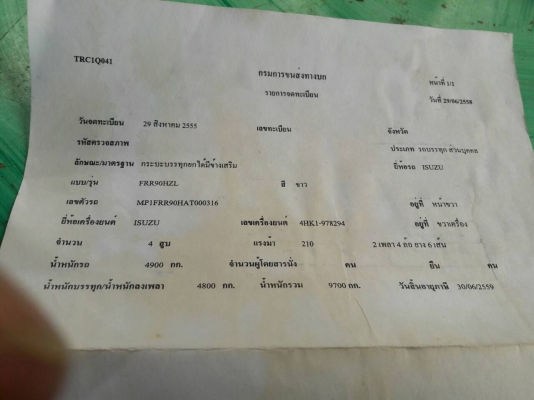 TRC1Q041
กรมการขนส่งทางบก
หน้าที่ 1/1
รายการจดทะเบียน
วันที่ 29/06/2558
วันจดทะเบียน 29 สิงหาคม 2555 เลขทะเบียน จังหวัด
รหัสตรวจสภาพ ประเภท รถบรรทุก ส่วนบุคคล
ลักษณะ/มาตรฐาน กระบะบรรทุกยกได้มีข้างเสริม ยี่ห้อรถ ISUZU
แบบ/รุ่น FRR90HZL สี ขาว
เลขตัวรถ MP1FRR90HAT000316 อยู่ที่ หน้าขวา
ยี่ห้อเครื่องยนต์ ISUZU เลขเครื่องยนต์ 4HK1-978294 อยู่ที่ ขวาเครื่อง
จำนวน 4 สูบ แรงม้า 210 2 เพลา 4 ล้อ ยาง 6 เส้น
น้ำหนักรถ 4900 กก. จำนวนผู้โดยสารนั่ง คน ยืน คน
น้ำหนักบรรทุก/น้ำหนักลงเพลา 4800 กก. น้ำหนักรวม 9700 กก. วันสิ้นอายุภาษี 30/06/2559